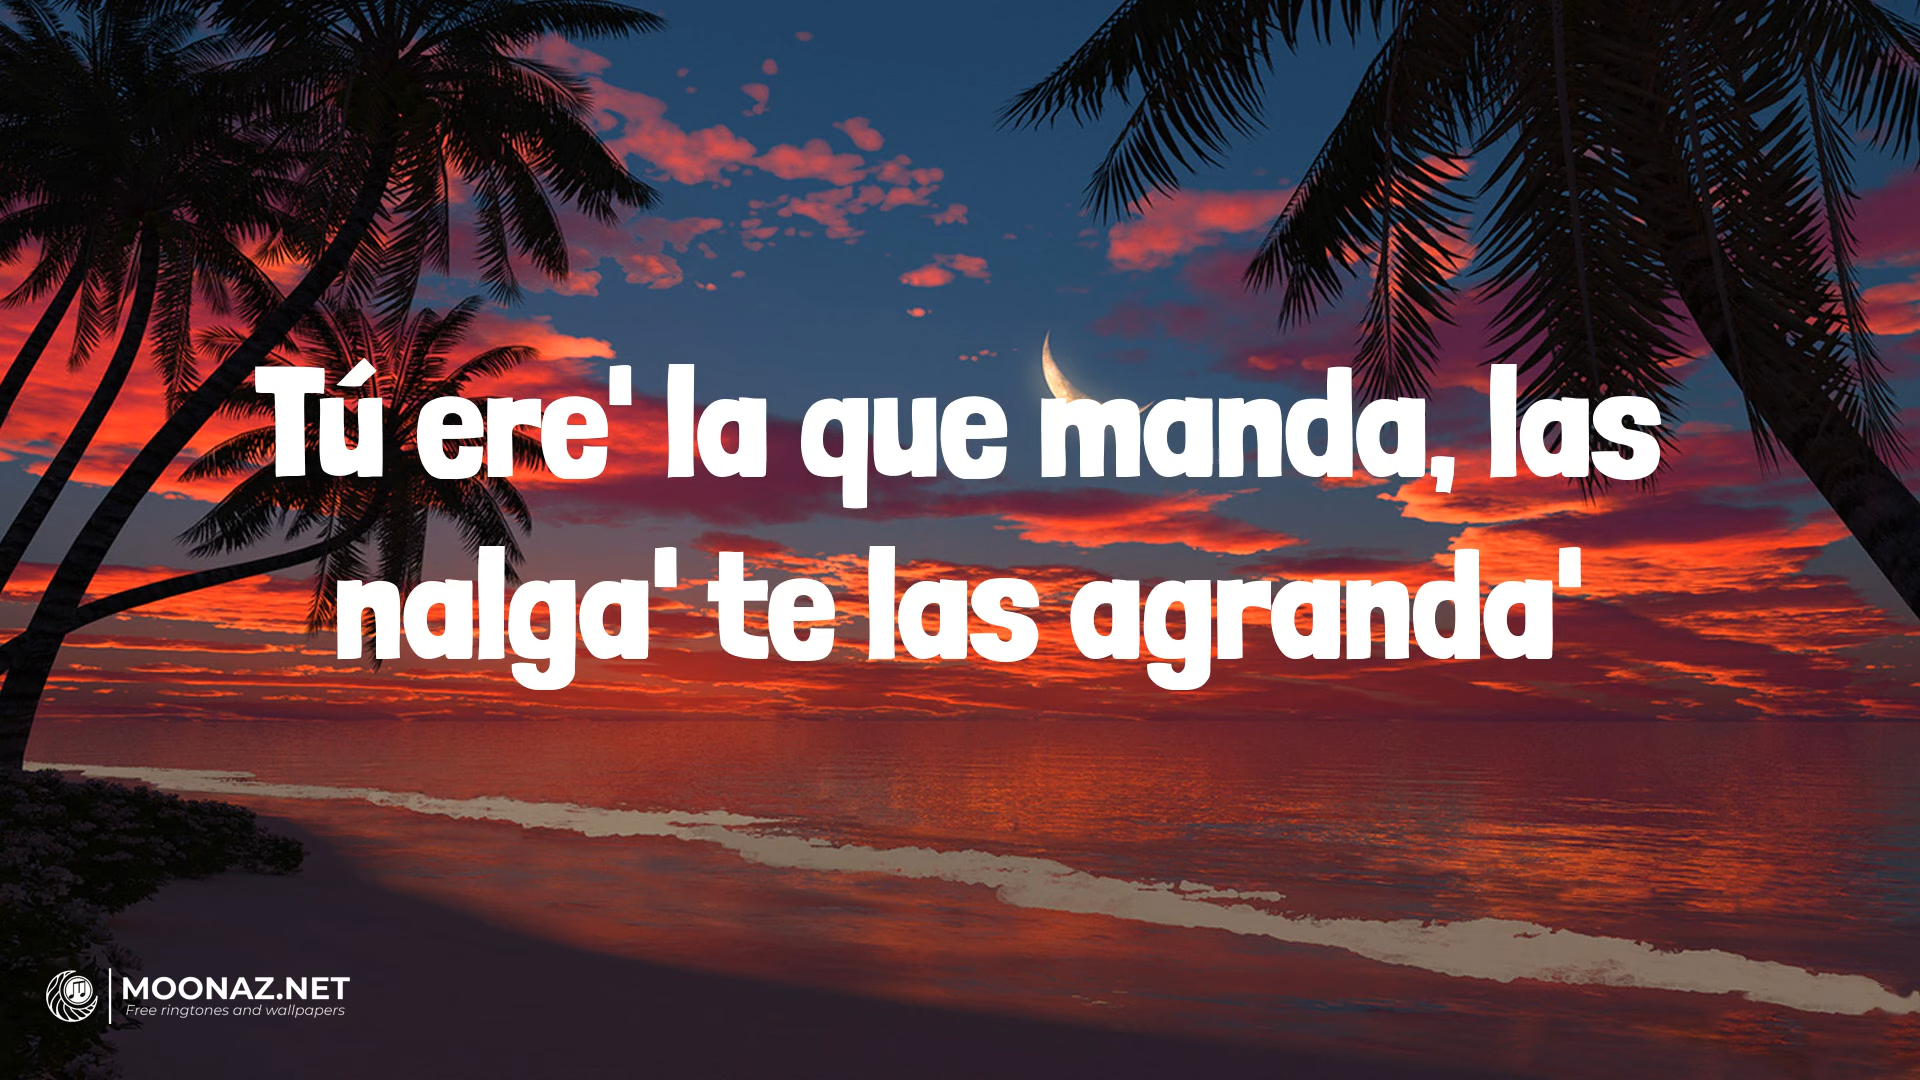 Tú ere' la que manda, las
nalga' te las agranda'
MOONAZ.NET
Free ringtones and wallpapers